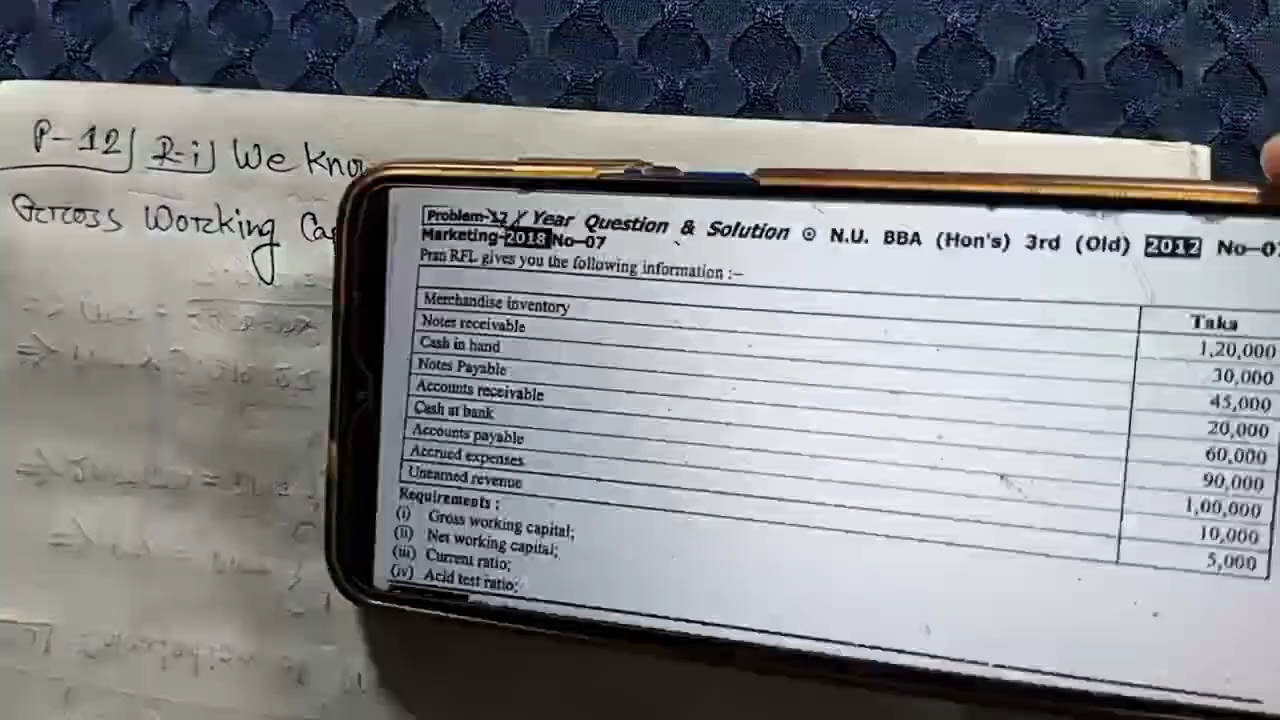 P-12) R-i) We Kno
Gross Working Cap
Problem-12 / Year Question & Solution ⊙ N.U. BBA (Hon's) 3rd (Old) 2012 No-0
Marketing-2018 No-07
Pran RFL gives you the following information :-
Taka
Merchandise inventory 1,20,000
Notes receivable 30,000
Cash in hand 45,000
Notes Payable 20,000
Accounts receivable 60,000
Cash at bank 90,000
Accounts payable 1,00,000
Accrued expenses 10,000
Unearned revenue 5,000
Requirements :
(i) Gross working capital;
(ii) Net working capital;
(iii) Current ratio;
(iv) Acid test ratio;